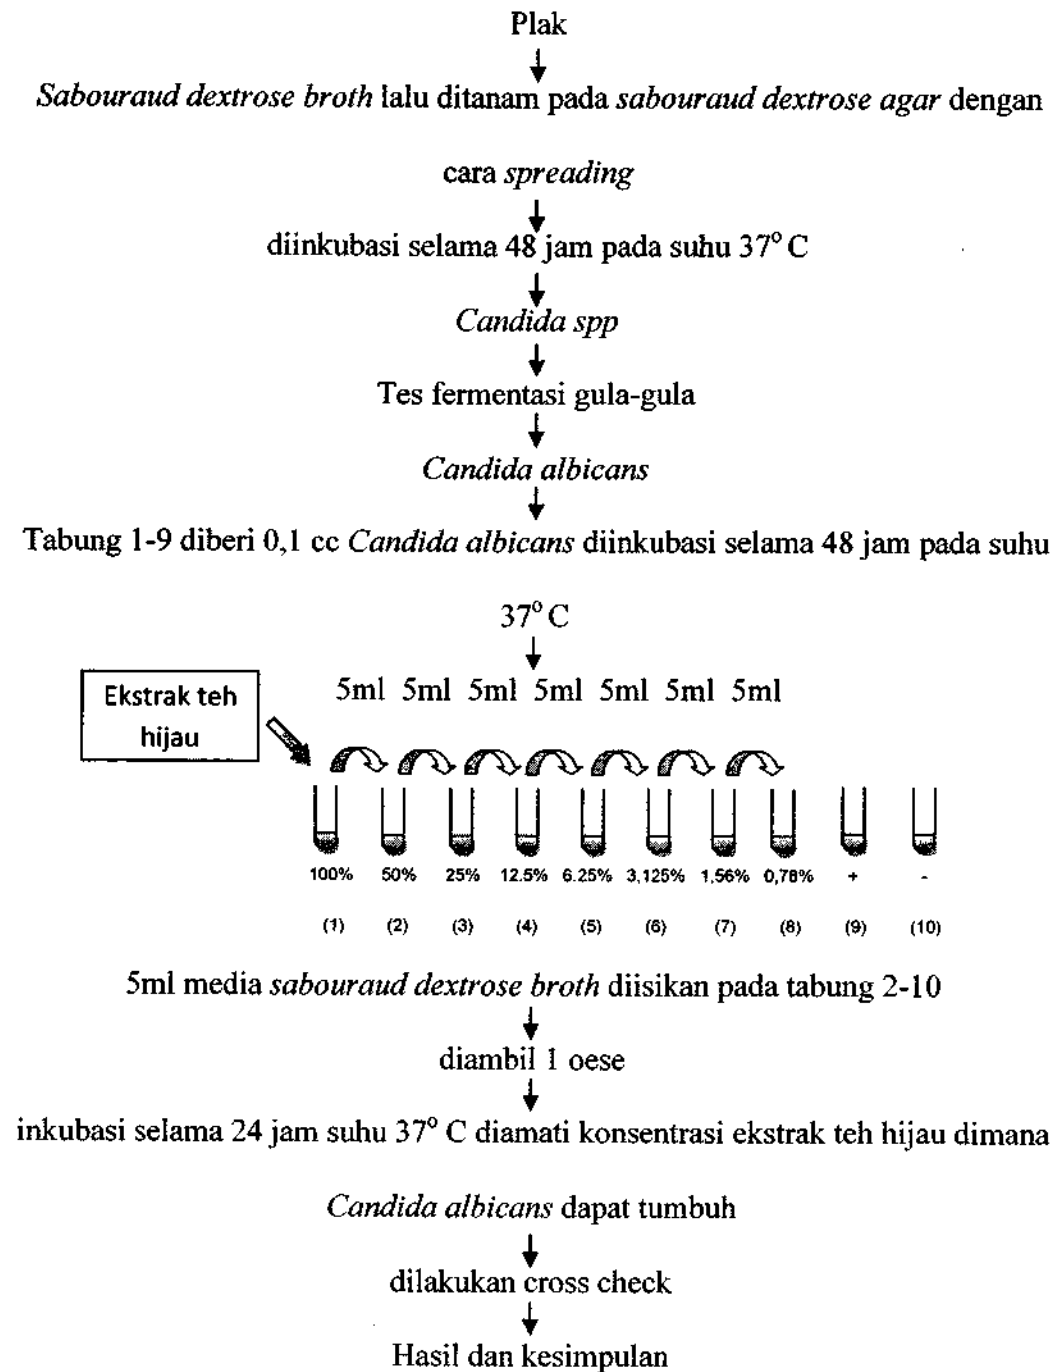 Plak
Sabouraud dextrose broth lalu ditanam pada sabouraud dextrose agar dengan
cara spreading
diinkubasi selama 48 jam pada suhu 37° C
Candida spp
Tes fermentasi gula-gula
Candida albicans
Tabung 1-9 diberi 0,1 cc Candida albicans diinkubasi selama 48 jam pada suhu
37° C
Ekstrak teh
hijau
5ml 5ml 5ml 5ml 5ml 5ml 5ml
100% 50% 25% 12.5% 6.25% 3,125% 1,56% 0,78% + -
(1) (2) (3) (4) (5) (6) (7) (8) (9) (10)
5ml media sabouraud dextrose broth diisikan pada tabung 2-10
diambil 1 oese
inkubasi selama 24 jam suhu 37° C diamati konsentrasi ekstrak teh hijau dimana
Candida albicans dapat tumbuh
dilakukan cross check
Hasil dan kesimpulan